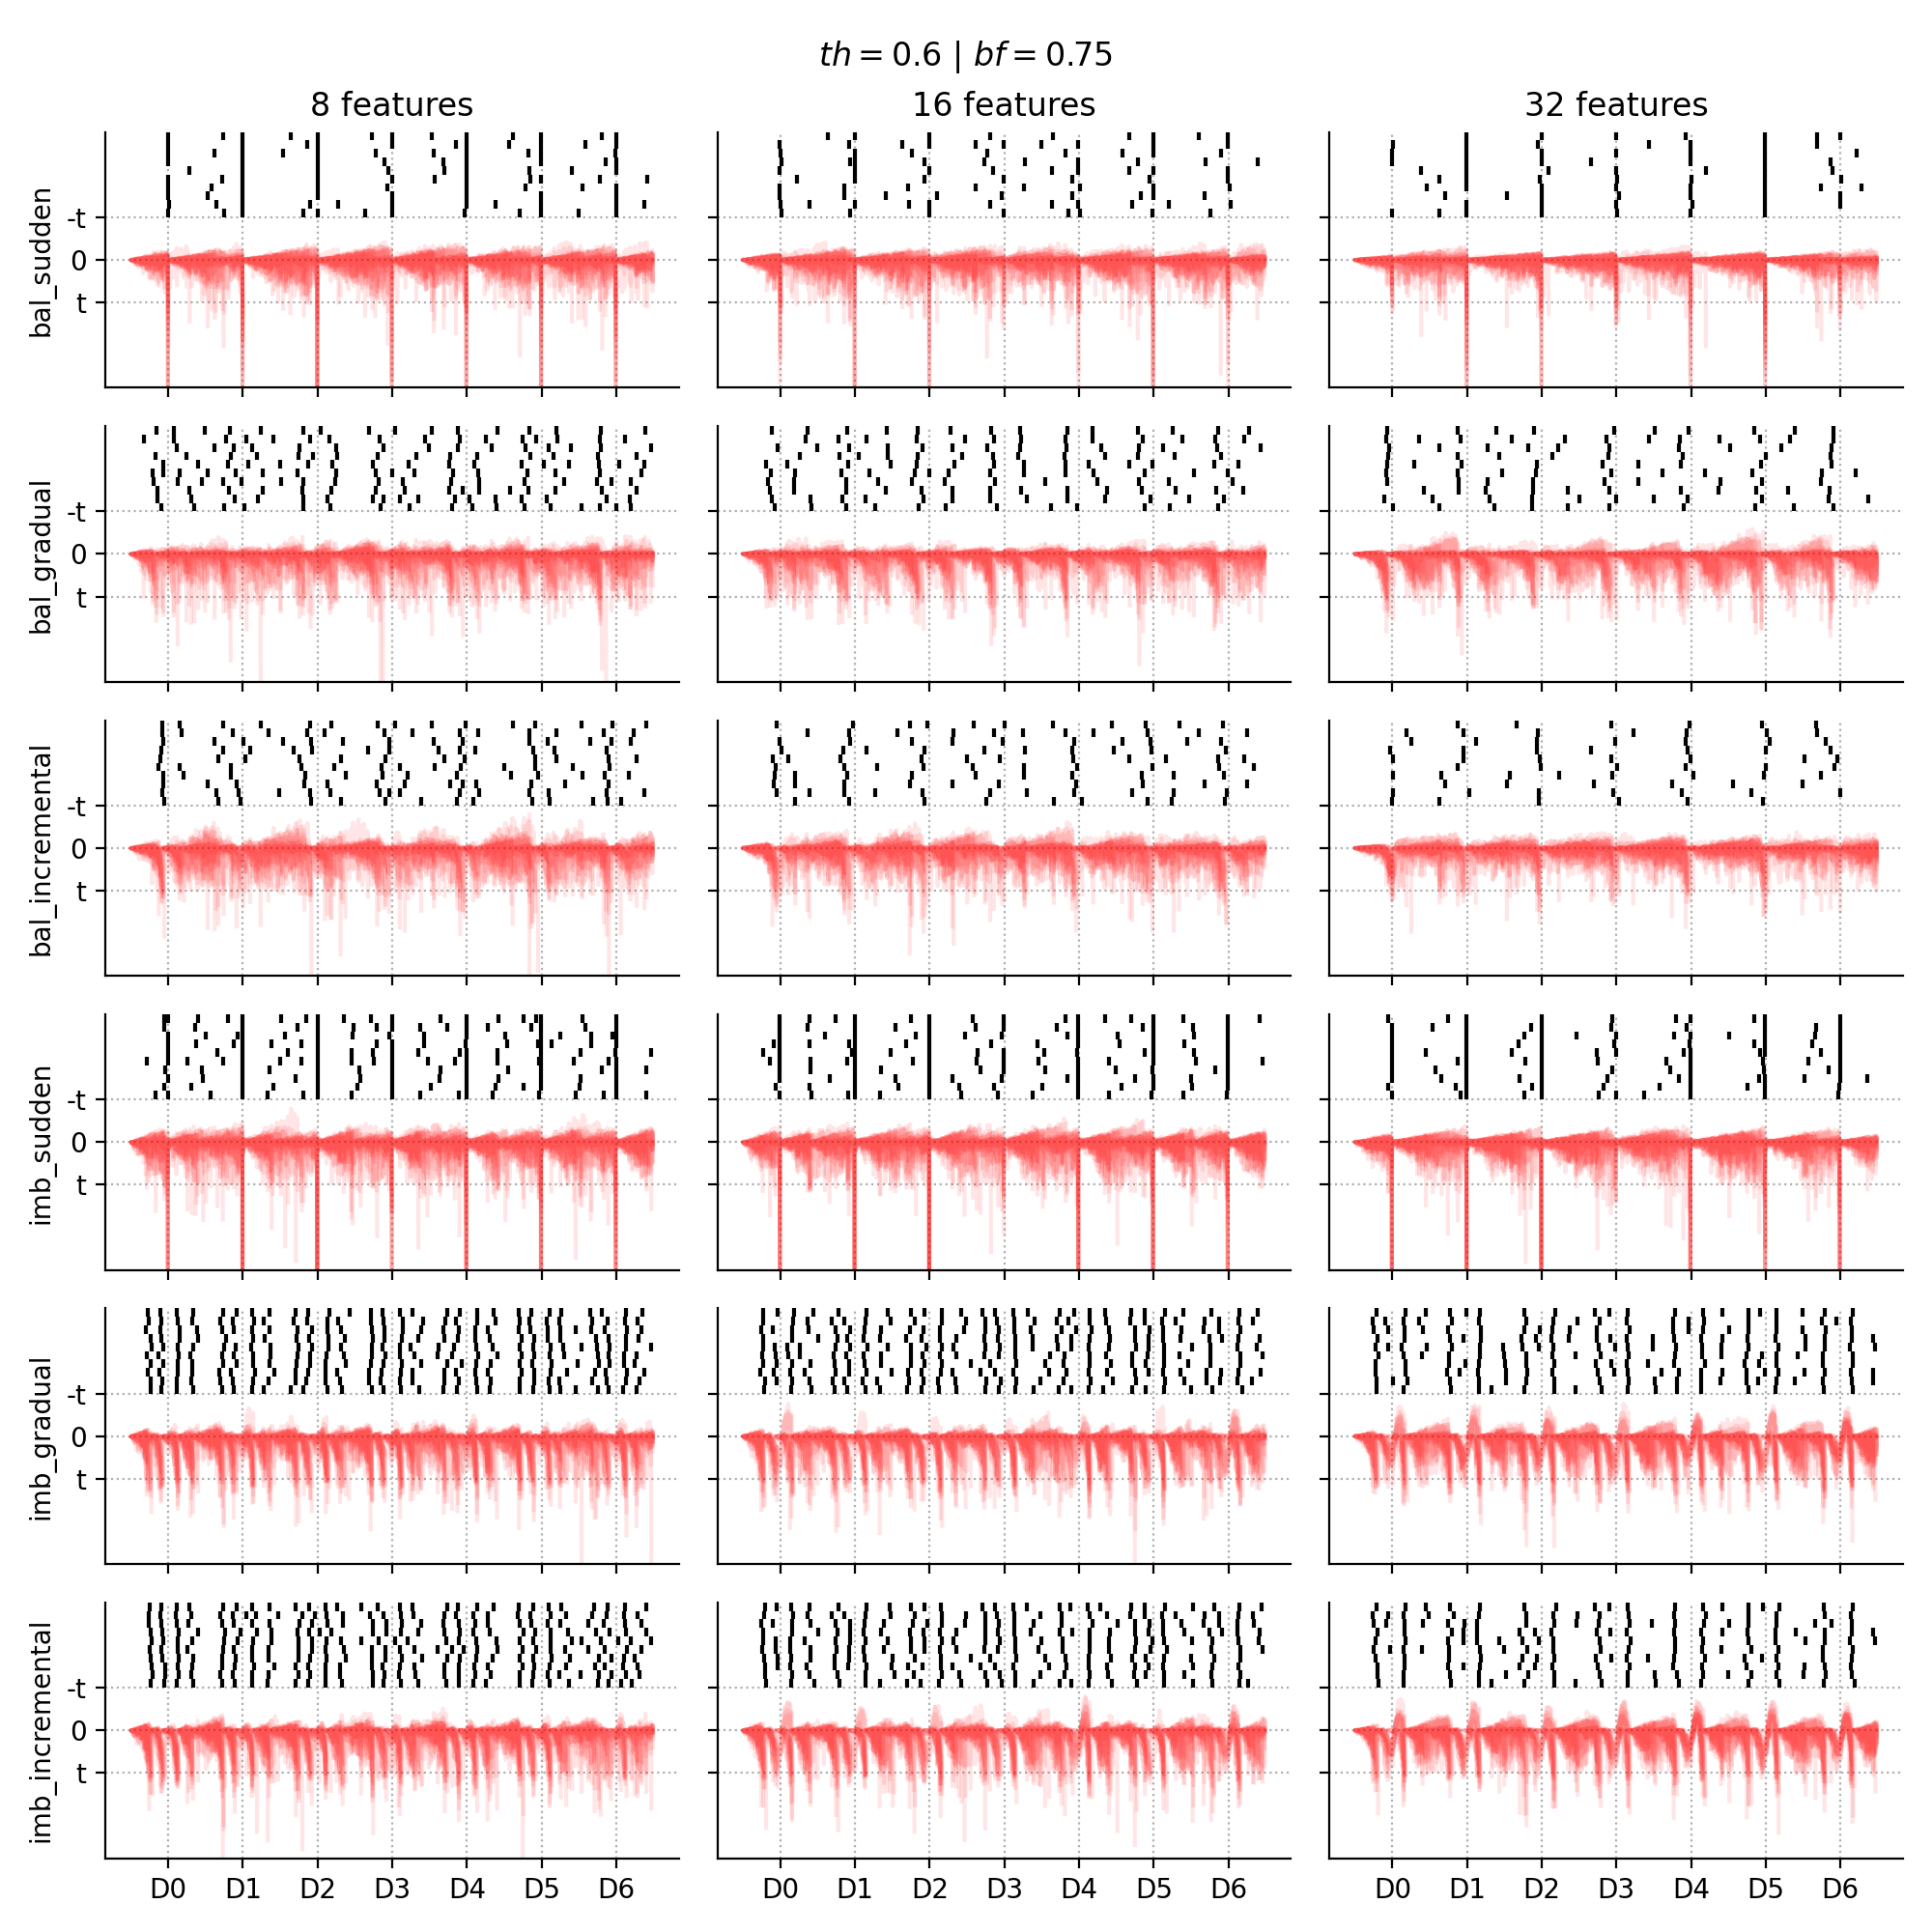 th = 0.6 | bf = 0.75
8 features 16 features 32 features
bal_sudden
-t
0
t
bal_gradual
-t
0
t
bal_incremental
-t
0
t
imb_sudden
-t
0
t
imb_gradual
-t
0
t
imb_incremental
-t
0
t
D0 D1 D2 D3 D4 D5 D6 D0 D1 D2 D3 D4 D5 D6 D0 D1 D2 D3 D4 D5 D6